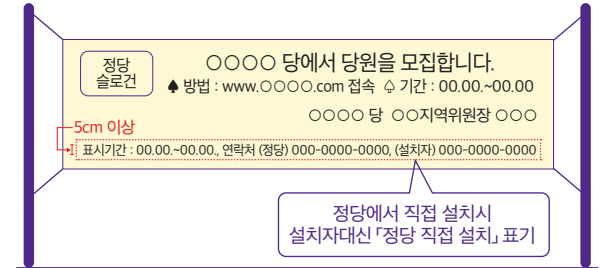 정당
슬로건
○○○○ 당에서 당원을 모집합니다.
♠ 방법 : www.○○○○.com 접속 ♤ 기간 : 00.00.~00.00
○○○○ 당 ○○지역위원장 ○○○
5cm 이상
표시기간 : 00.00.~00.00., 연락처 (정당) 000-0000-0000, (설치자) 000-0000-0000
정당에서 직접 설치시
설치자대신 ｢정당 직접 설치｣ 표기